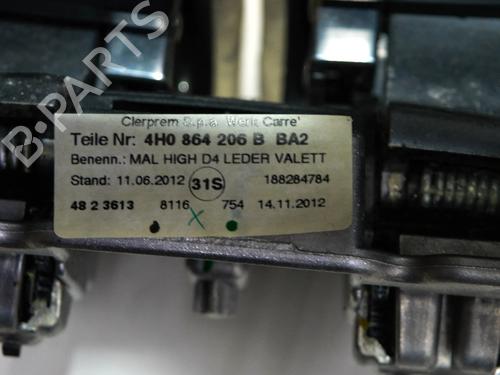 Clerprem S.p.a. Werk Carre'
Teile Nr: 4H0 864 206 B BA2
Benenn.: MAL HIGH D4 LEDER VALETT
Stand: 11.06.2012 31S 188284784
48 2 3613 8116 754 14.11.2012
B-PARTS